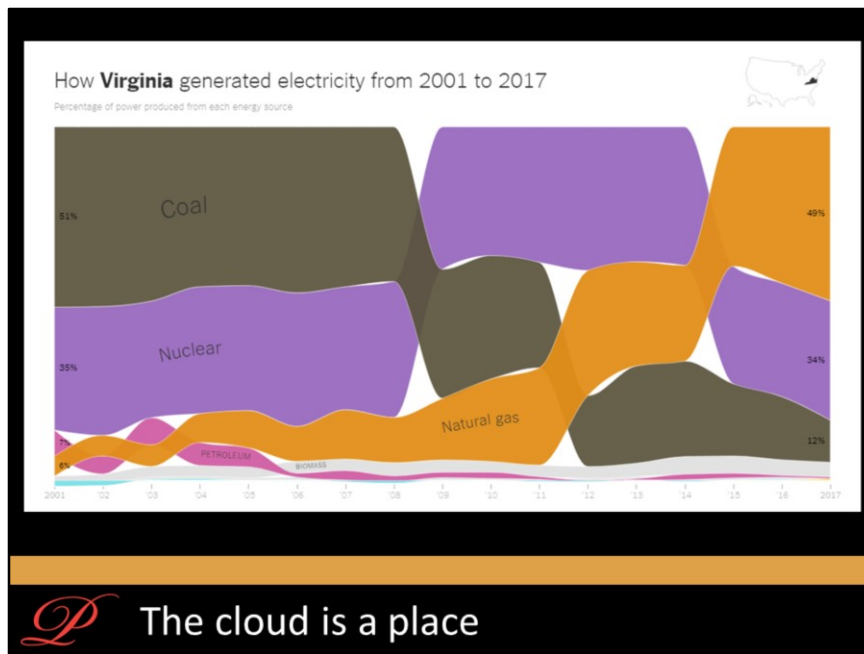 How Virginia generated electricity from 2001 to 2017
Percentage of power produced from each energy source
51%
Coal
49%
35%
Nuclear
34%
7%
6%
PETROLEUM
BIOMASS
Natural gas
12%
2001 '02 '03 '04 '05 '06 '07 '08 '09 '10 '11 '12 '13 '14 '15 '16 2017
P The cloud is a place